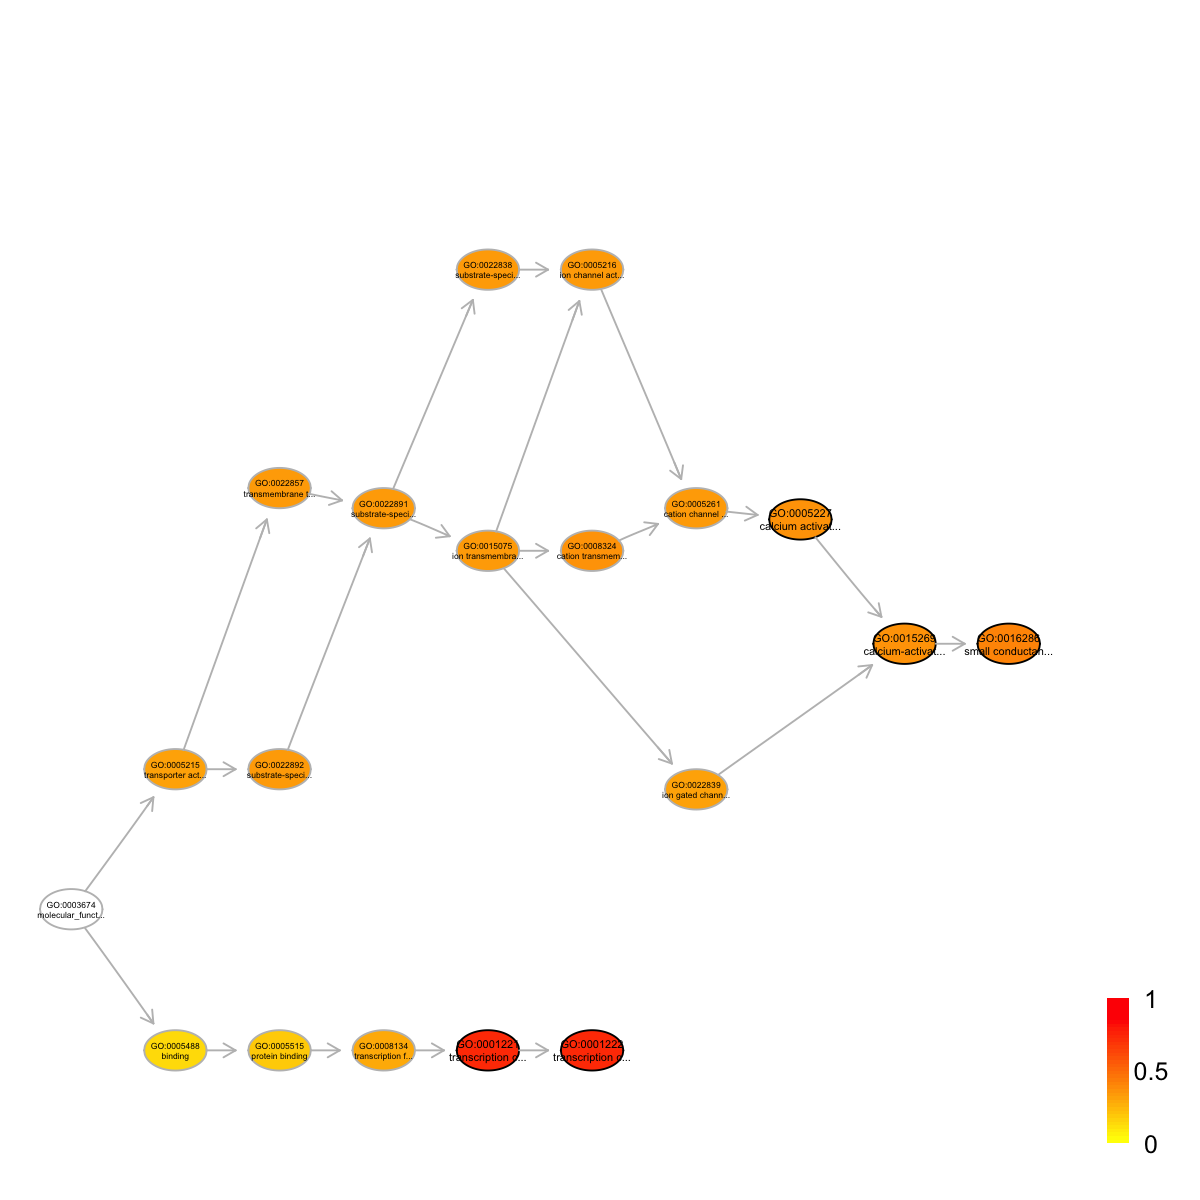 GO:0022838
substrate-speci...
GO:0005216
ion channel act...
GO:0022857
transmembrane t...
GO:0022891
substrate-speci...
GO:0005261
cation channel ...
GO:0005227
calcium activat...
GO:0015075
ion transmembra...
GO:0008324
cation transmem...
GO:0015269
calcium-activat...
GO:0016286
small conductan...
GO:0005215
transporter act...
GO:0022892
substrate-speci...
GO:0022839
ion gated chann...
GO:0003674
molecular_funct...
GO:0005488
binding
GO:0005515
protein binding
GO:0008134
transcription f...
GO:0001221
transcription c...
GO:0001222
transcription c...
1
0.5
0